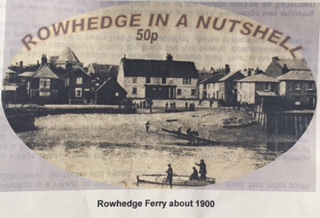 ROWHEDGE IN A NUTSHELL
50p
Rowhedge Ferry about 1900